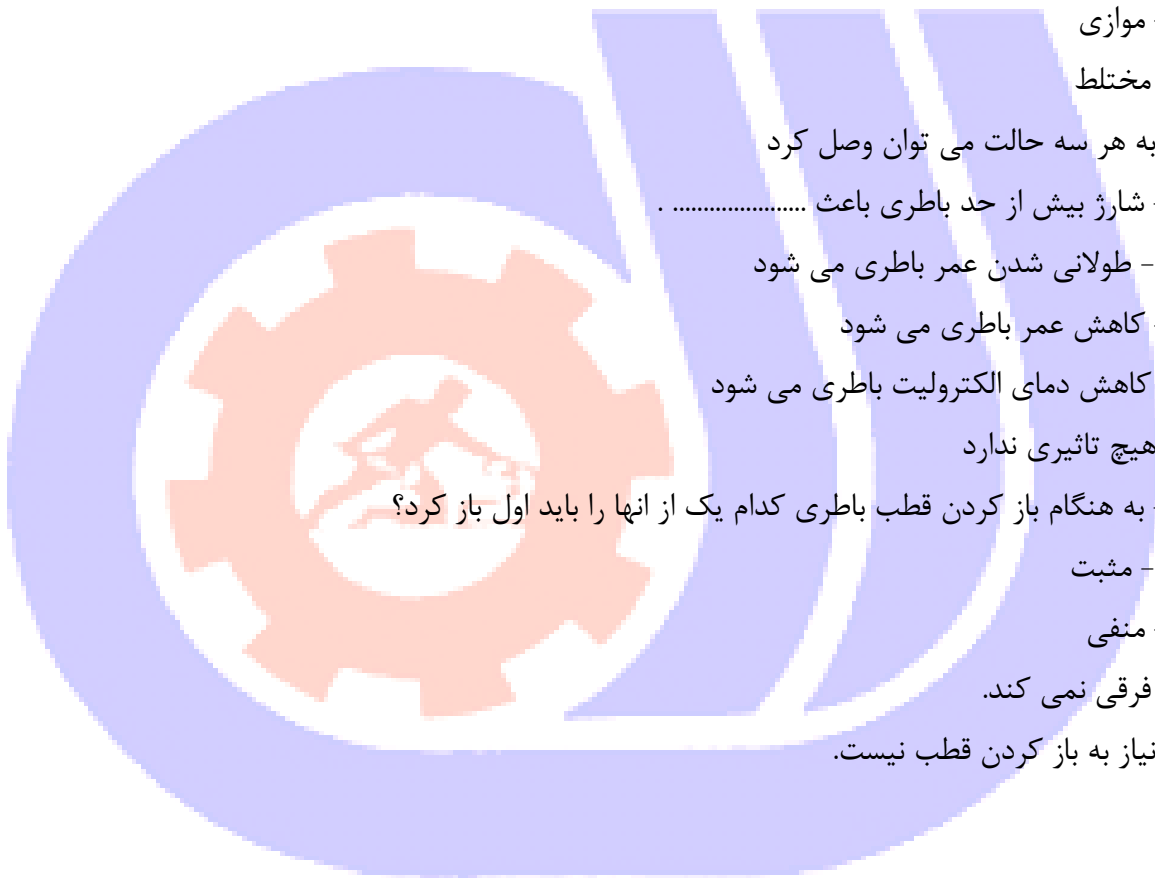 - موازی
مختلط
به هر سه حالت می توان وصل کرد
- شارژ بیش از حد باطری باعث ...................... .
- طولانی شدن عمر باطری می شود
- کاهش عمر باطری می شود
کاهش دمای الکترولیت باطری می شود
هیچ تاثیری ندارد
- به هنگام باز کردن قطب باطری کدام یک از انها را باید اول باز کرد؟
- مثبت
- منفی
فرقی نمی کند.
نیاز به باز کردن قطب نیست.